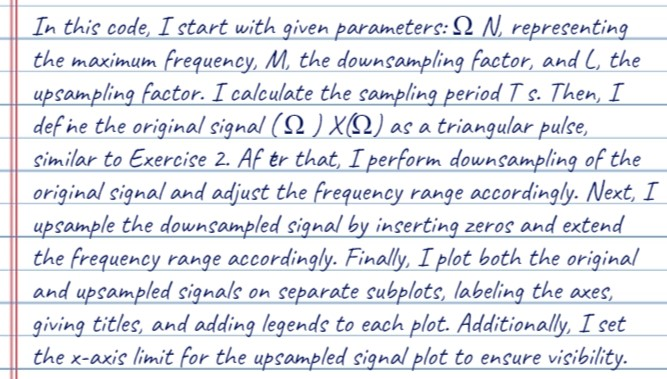 In this code, I start with given parameters: Ω N, representing
the maximum frequency, M, the downsampling factor, and L, the
upsampling factor. I calculate the sampling period T s. Then, I
define the original signal (Ω ) X(Ω) as a triangular pulse,
similar to Exercise 2. Af ter that, I perform downsampling of the
original signal and adjust the frequency range accordingly. Next, I
upsample the downsampled signal by inserting zeros and extend
the frequency range accordingly. Finally, I plot both the original
and upsampled signals on separate subplots, labeling the axes,
giving titles, and adding legends to each plot. Additionally, I set
the x-axis limit for the upsampled signal plot to ensure visibility.